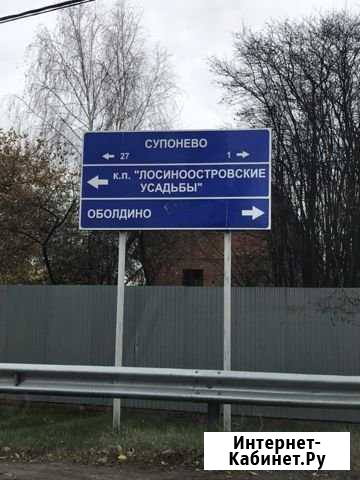 СУПОНЕВО
← 27 1 →
← к.п. "ЛОСИНООСТРОВСКИЕ
УСАДЬБЫ"
ОБОЛДИНО →
Интернет-
Кабинет.Ру